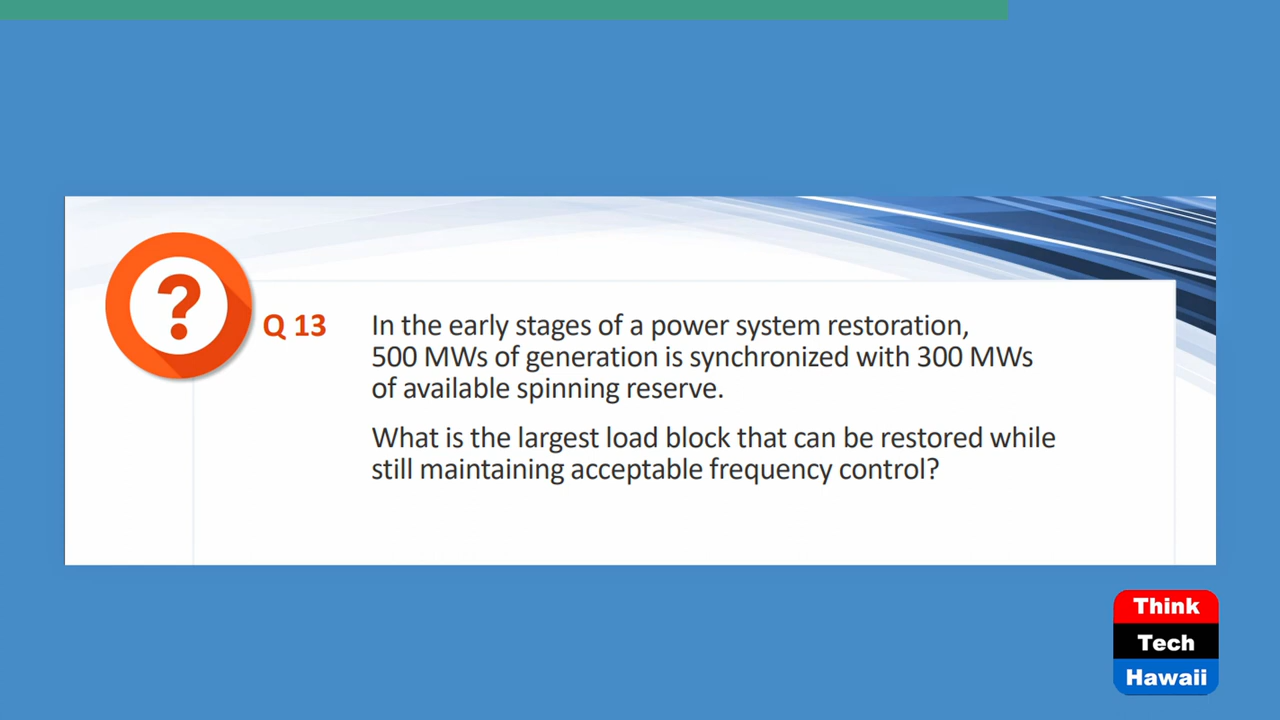 ?
Q 13
In the early stages of a power system restoration,
500 MWs of generation is synchronized with 300 MWs
of available spinning reserve.
What is the largest load block that can be restored while
still maintaining acceptable frequency control?
Think
Tech
Hawaii